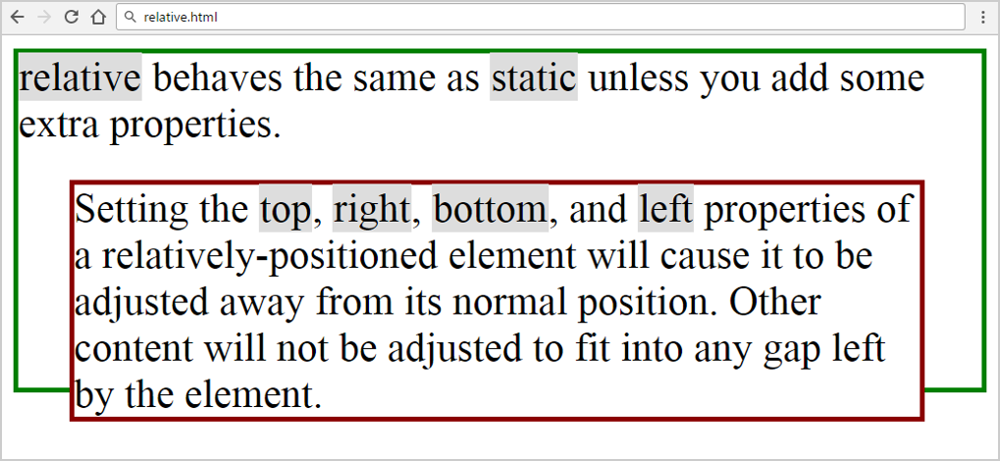 relative.html
relative behaves the same as static unless you add some
extra properties.
Setting the top, right, bottom, and left properties of
a relatively-positioned element will cause it to be
adjusted away from its normal position. Other
content will not be adjusted to fit into any gap left
by the element.